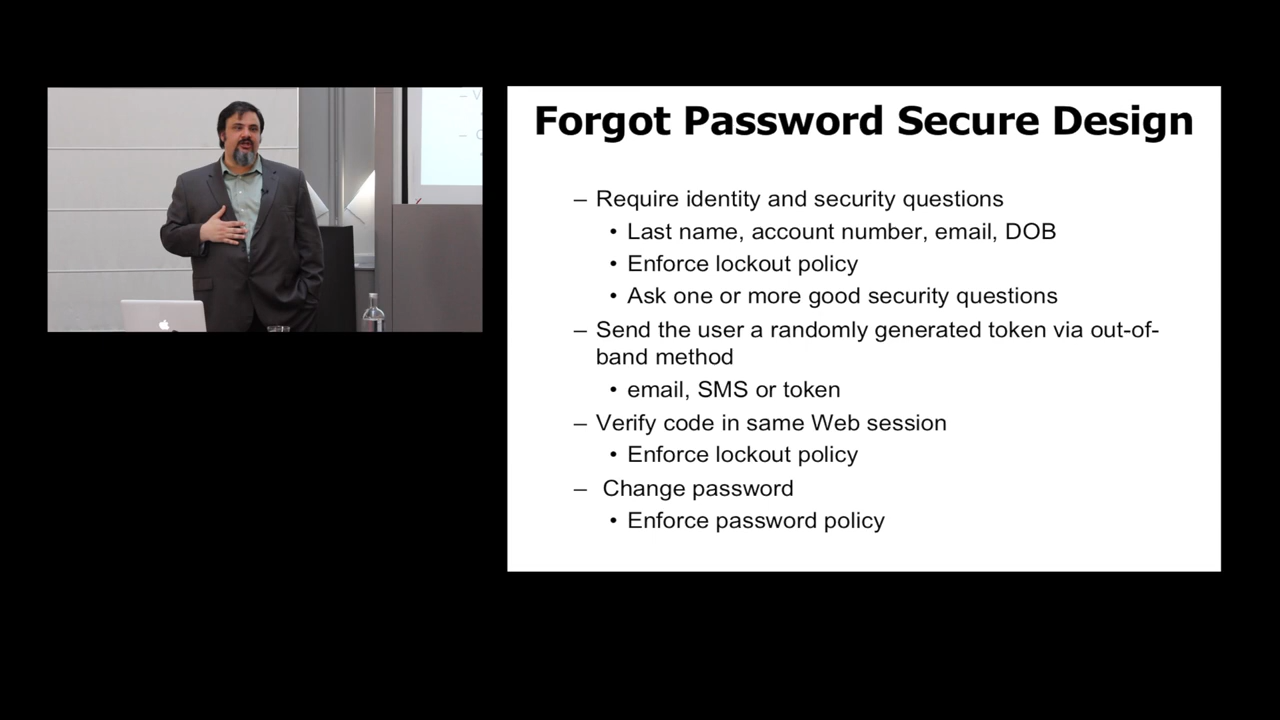 Forgot Password Secure Design
– Require identity and security questions
• Last name, account number, email, DOB
• Enforce lockout policy
• Ask one or more good security questions
– Send the user a randomly generated token via out-of-
band method
• email, SMS or token
– Verify code in same Web session
• Enforce lockout policy
– Change password
• Enforce password policy